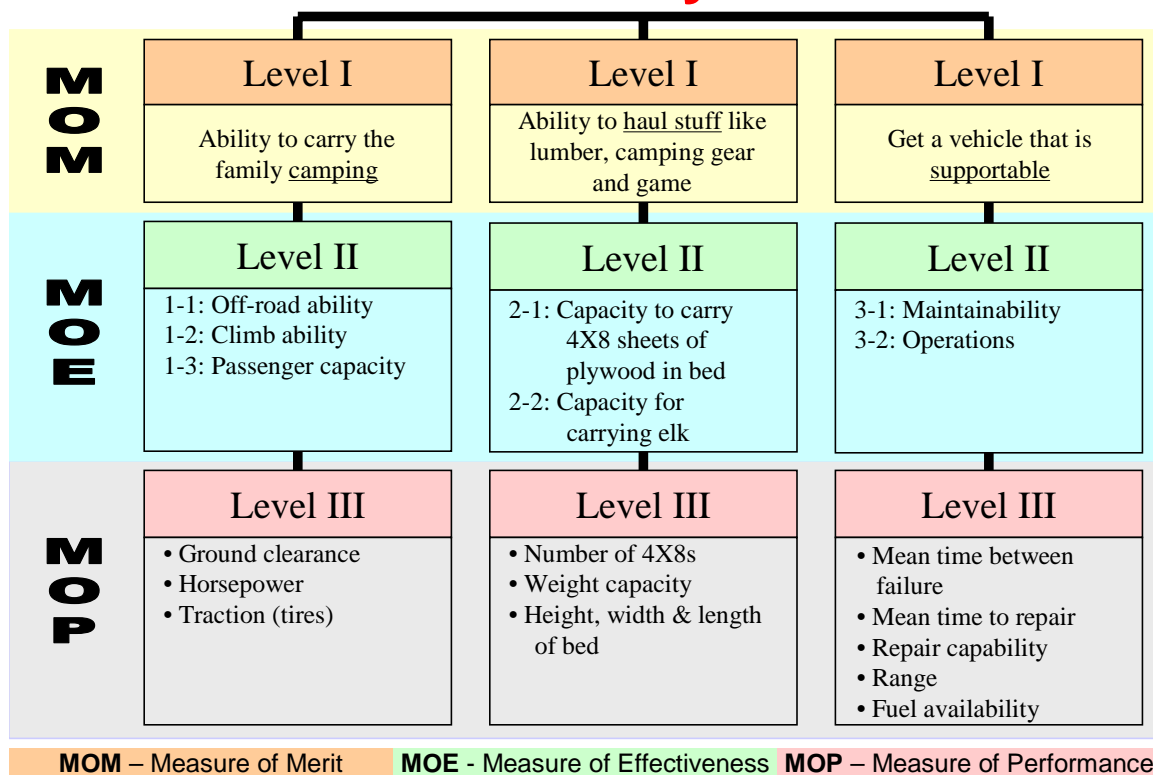 MOM
Level I
Ability to carry the
family camping
Level I
Ability to haul stuff like
lumber, camping gear
and game
Level I
Get a vehicle that is
supportable
MOE
Level II
1-1: Off-road ability
1-2: Climb ability
1-3: Passenger capacity
Level II
2-1: Capacity to carry
4X8 sheets of
plywood in bed
2-2: Capacity for
carrying elk
Level II
3-1: Maintainability
3-2: Operations
MOP
Level III
• Ground clearance
• Horsepower
• Traction (tires)
Level III
• Number of 4X8s
• Weight capacity
• Height, width & length
of bed
Level III
• Mean time between
failure
• Mean time to repair
• Repair capability
• Range
• Fuel availability
MOM – Measure of Merit MOE - Measure of Effectiveness MOP – Measure of Performance